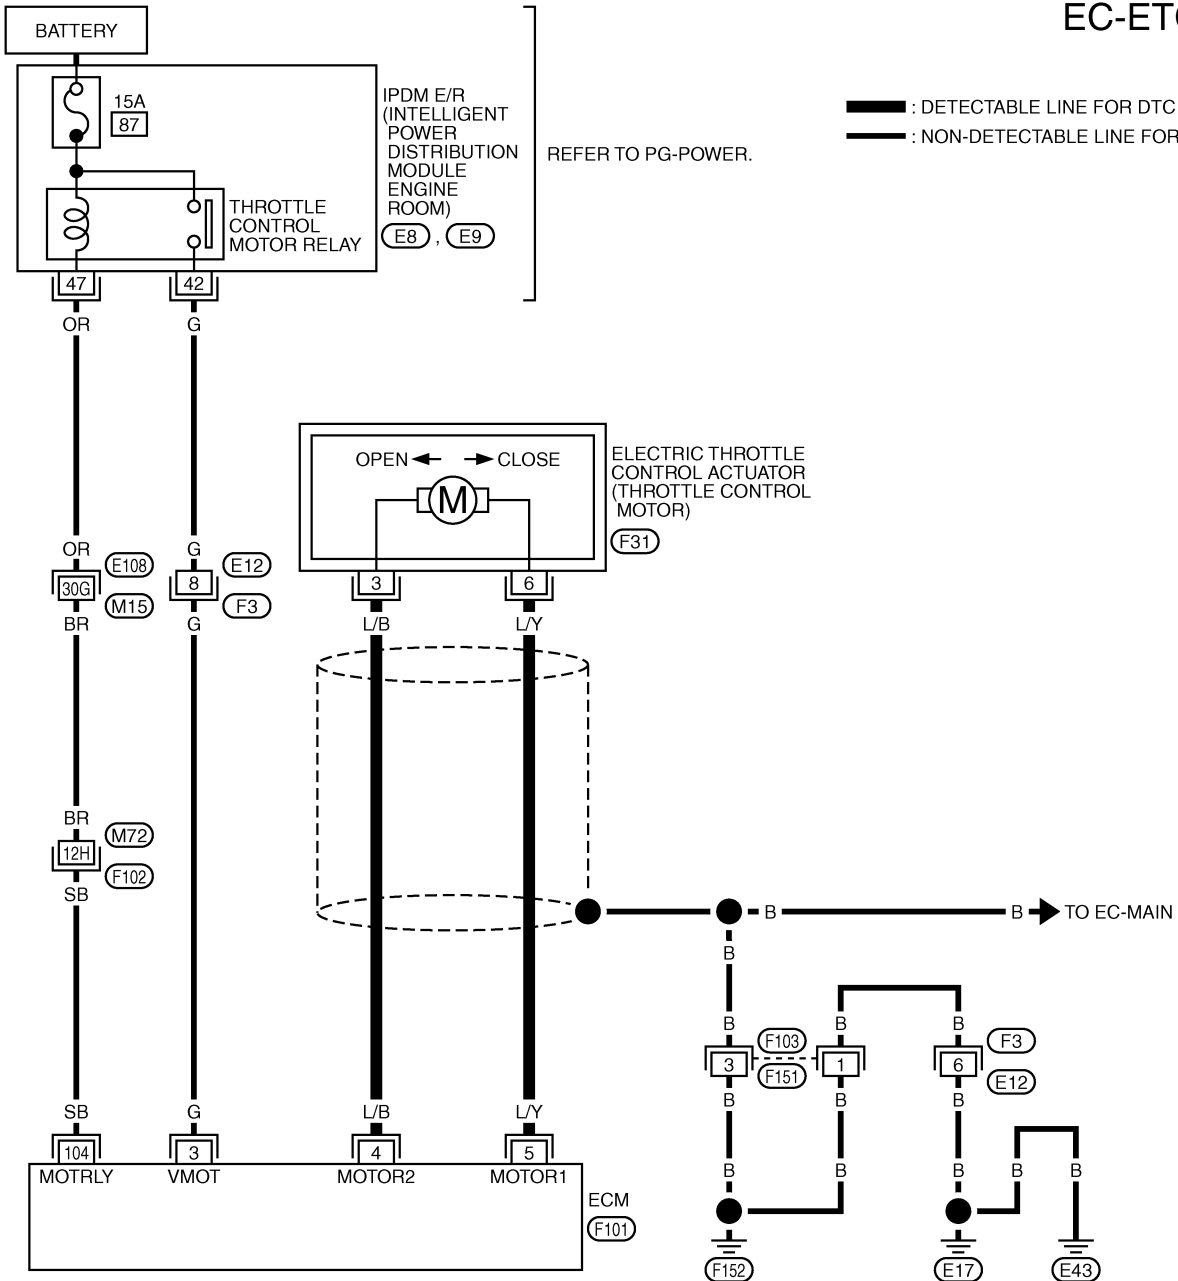 EC-ETC
BATTERY
15A
87
IPDM E/R
(INTELLIGENT
POWER
DISTRIBUTION
MODULE
ENGINE
ROOM)
E8 , E9
REFER TO PG-POWER.
: DETECTABLE LINE FOR DTC
: NON-DETECTABLE LINE FOR
THROTTLE
CONTROL
MOTOR RELAY
47 42
OR G
OPEN CLOSE
M
ELECTRIC THROTTLE
CONTROL ACTUATOR
(THROTTLE CONTROL
MOTOR)
F31
OR G
E108 E12
30G 8 3 6
M15 F3
BR G L/B L/Y
BR
M72
12H
F102
SB
B B TO EC-MAIN
B
B B B
F103 F3
3 1 6
F151 E12
B B B
SB G L/B L/Y
104 3 4 5
MOTRLY VMOT MOTOR2 MOTOR1
B B B B B
ECM
F101
F152 E17 E43